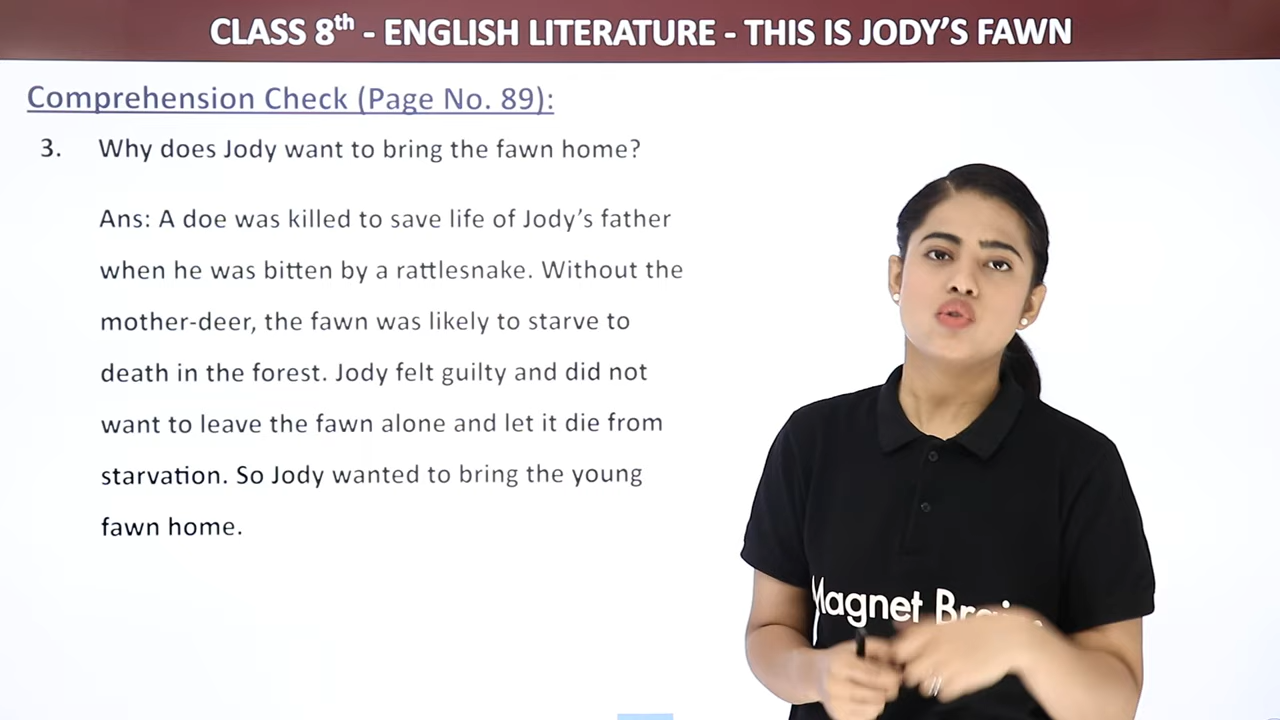 CLASS 8th - ENGLISH LITERATURE - THIS IS JODY'S FAWN
Comprehension Check (Page No. 89):
3. Why does Jody want to bring the fawn home?
Ans: A doe was killed to save life of Jody's father
when he was bitten by a rattlesnake. Without the
mother-deer, the fawn was likely to starve to
death in the forest. Jody felt guilty and did not
want to leave the fawn alone and let it die from
starvation. So Jody wanted to bring the young
fawn home.
Magnet